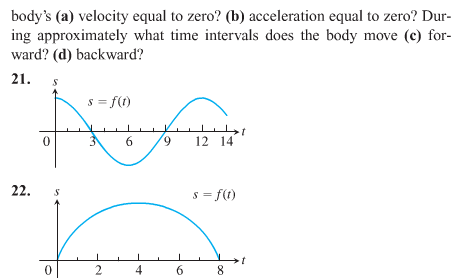 body's (a) velocity equal to zero? (b) acceleration equal to zero? Dur-
ing approximately what time intervals does the body move (c) for-
ward? (d) backward?
21.
s
s = f(t)
0 3 6 9 12 14 t
22.
s
s = f(t)
0 2 4 6 8 t